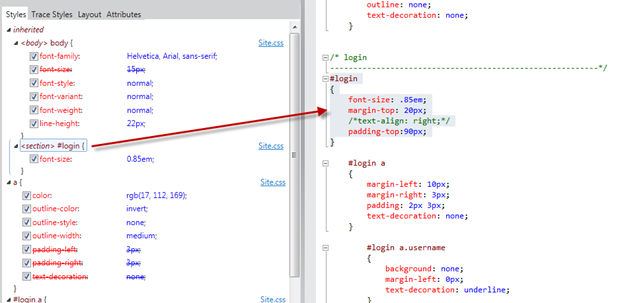 Styles Trace Styles Layout Attributes
inherited
<body> body { Site.css
font-family: Helvetica, Arial, sans-serif;
font-size: 15px;
font-style: normal;
font-variant: normal;
font-weight: normal;
line-height: 22px;
}
<section> #login { Site.css
font-size: 0.85em;
}
a { Site.css
color: rgb(17, 112, 169);
outline-color: invert;
outline-style: none;
outline-width: medium;
padding-left: 3px;
padding-right: 3px;
text-decoration: none;
}
#login a { Site.css
outline: none;
text-decoration: none;
}
/* login
----------------------------------------------------------*/
#login
{
font-size: .85em;
margin-top: 20px;
/*text-align: right;*/
padding-top:90px;
}
#login a
{
margin-left: 10px;
margin-right: 3px;
padding: 2px 3px;
text-decoration: none;
}
#login a.username
{
background: none;
margin-left: 0px;
text-decoration: underline;
}